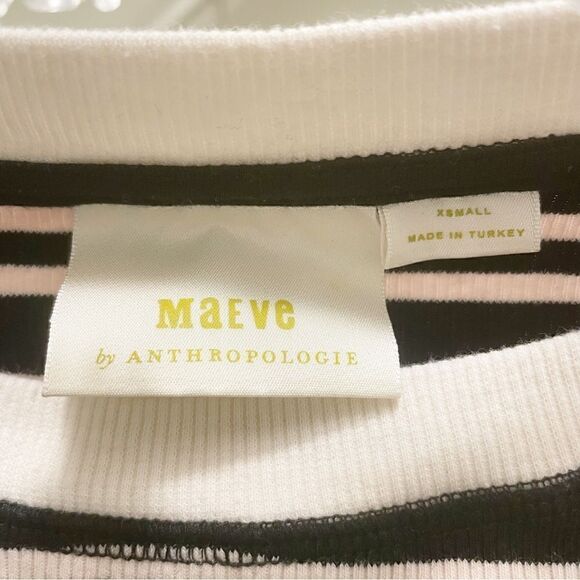 MaEVe
by ANTHROPOLOGIE
XSMALL
MADE IN TURKEY